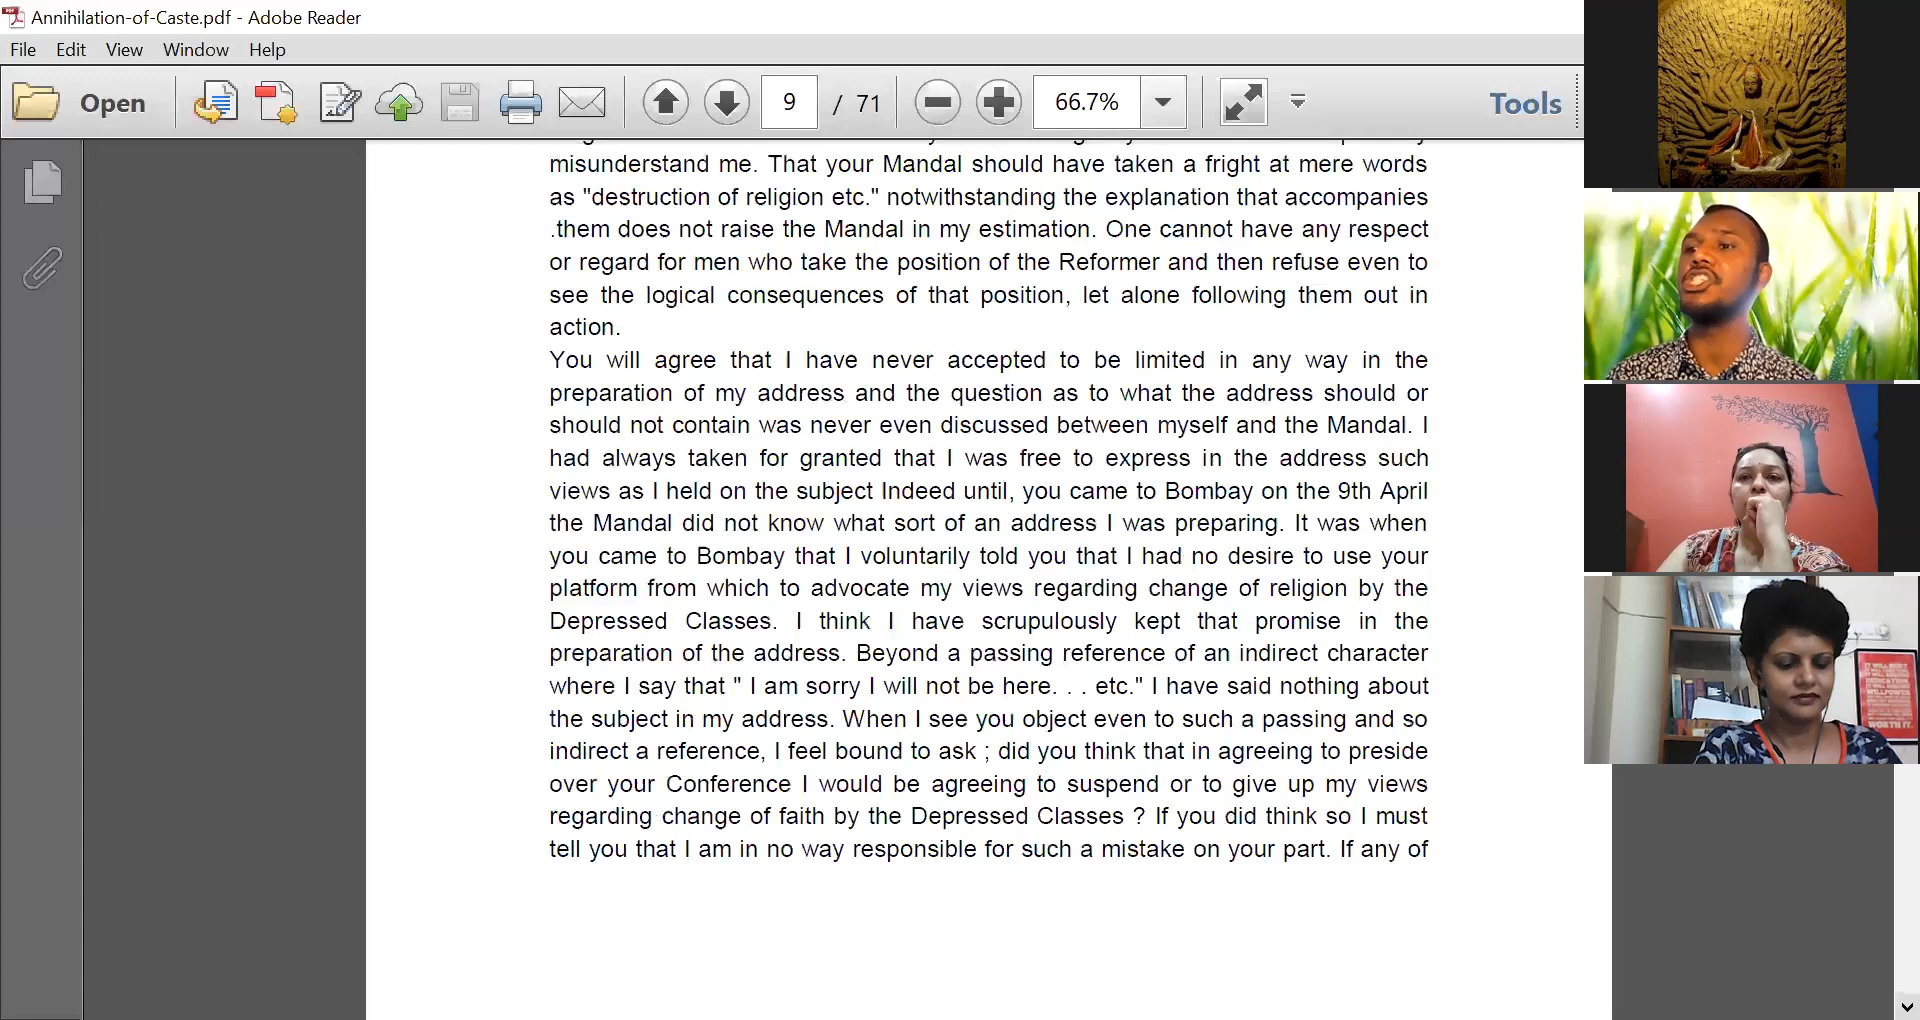 Annihilation-of-Caste.pdf - Adobe Reader
File Edit View Window Help
Open 9 / 71 66.7% Tools
misunderstand me. That your Mandal should have taken a fright at mere words
as "destruction of religion etc." notwithstanding the explanation that accompanies
.them does not raise the Mandal in my estimation. One cannot have any respect
or regard for men who take the position of the Reformer and then refuse even to
see the logical consequences of that position, let alone following them out in
action.
You will agree that I have never accepted to be limited in any way in the
preparation of my address and the question as to what the address should or
should not contain was never even discussed between myself and the Mandal. I
had always taken for granted that I was free to express in the address such
views as I held on the subject Indeed until, you came to Bombay on the 9th April
the Mandal did not know what sort of an address I was preparing. It was when
you came to Bombay that I voluntarily told you that I had no desire to use your
platform from which to advocate my views regarding change of religion by the
Depressed Classes. I think I have scrupulously kept that promise in the
preparation of the address. Beyond a passing reference of an indirect character
where I say that " I am sorry I will not be here. . . etc." I have said nothing about
the subject in my address. When I see you object even to such a passing and so
indirect a reference, I feel bound to ask ; did you think that in agreeing to preside
over your Conference I would be agreeing to suspend or to give up my views
regarding change of faith by the Depressed Classes ? If you did think so I must
tell you that I am in no way responsible for such a mistake on your part. If any of
DEDICATION
WILLPOWER
WORTH IT.